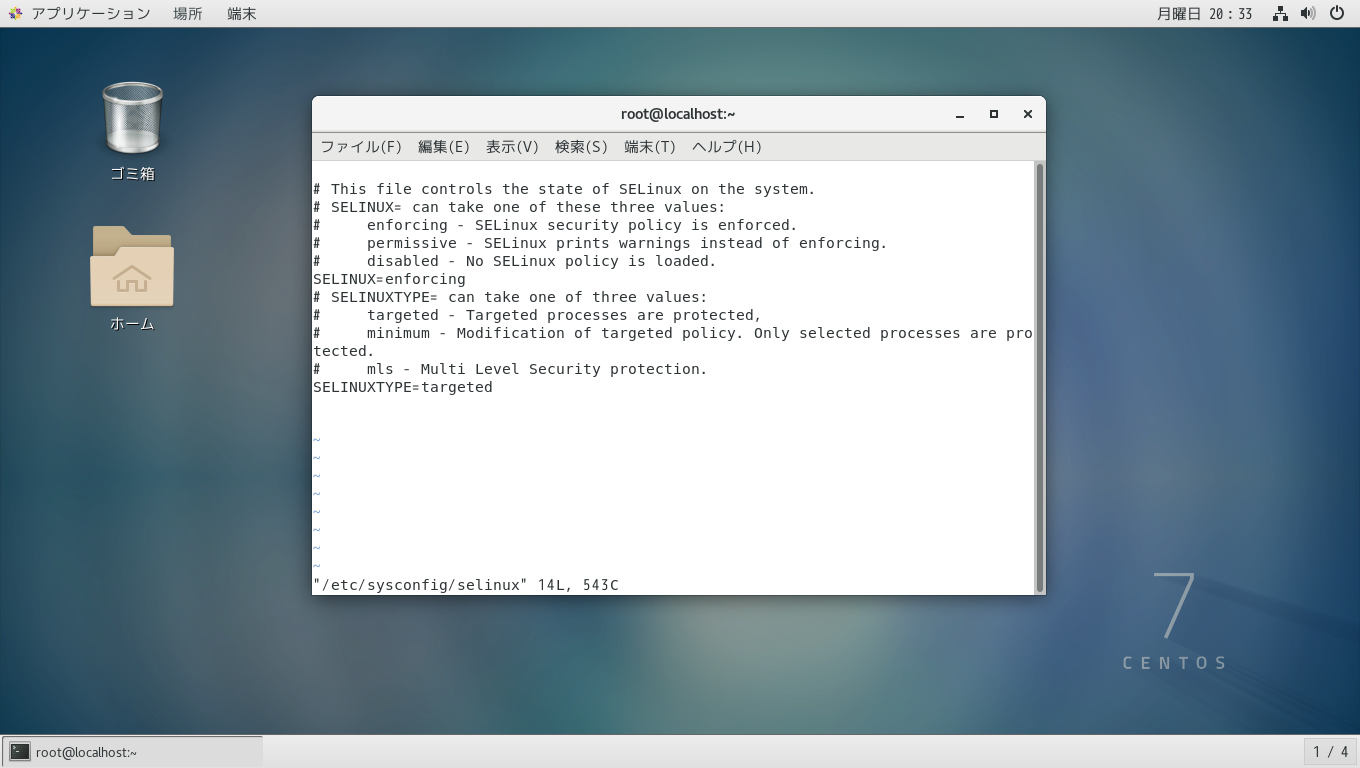 アプリケーション 場所 端末 月曜日 20：33
ゴミ箱
ホーム
root@localhost:~
ファイル(F) 編集(E) 表示(V) 検索(S) 端末(T) ヘルプ(H)
# This file controls the state of SELinux on the system.
# SELINUX= can take one of these three values:
#     enforcing - SELinux security policy is enforced.
#     permissive - SELinux prints warnings instead of enforcing.
#     disabled - No SELinux policy is loaded.
SELINUX=enforcing
# SELINUXTYPE= can take one of three values:
#     targeted - Targeted processes are protected,
#     minimum - Modification of targeted policy. Only selected processes are pro
tected.
#     mls - Multi Level Security protection.
SELINUXTYPE=targeted
~
~
~
~
~
~
~
~
"/etc/sysconfig/selinux" 14L, 543C
7
CENTOS
root@localhost:~ 1 / 4